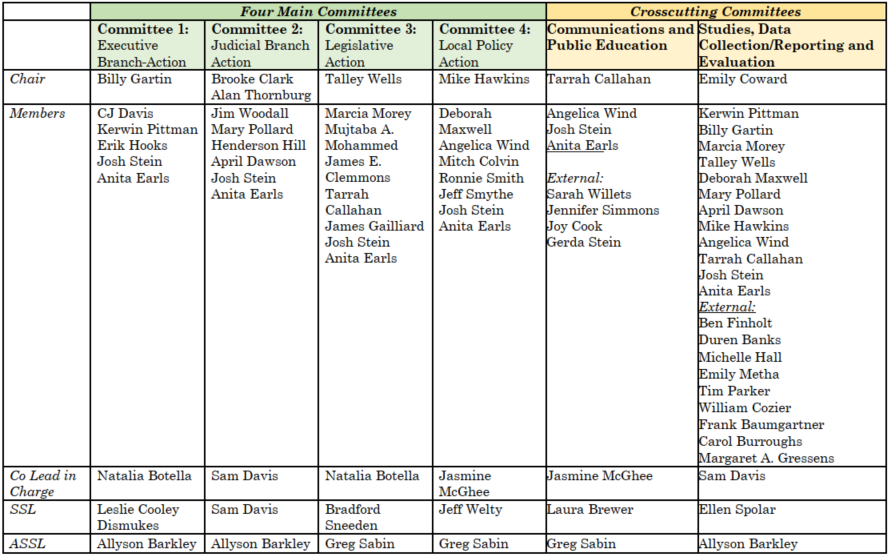 Four Main Committees
Crosscutting Committees
Committee 1:
Executive
Branch-Action
Committee 2:
Judicial Branch
Action
Committee 3:
Legislative
Action
Committee 4:
Local Policy
Action
Communications and
Public Education
Studies, Data
Collection/Reporting and
Evaluation
Chair
Billy Gartin
Brooke Clark
Alan Thornburg
Talley Wells
Mike Hawkins
Tarrah Callahan
Emily Coward
Members
CJ Davis
Kerwin Pittman
Erik Hooks
Josh Stein
Anita Earls
Jim Woodall
Mary Pollard
Henderson Hill
April Dawson
Josh Stein
Anita Earls
Marcia Morey
Mujtaba A.
Mohammed
James E.
Clemmons
Tarrah
Callahan
James Gailliard
Josh Stein
Anita Earls
Deborah
Maxwell
Angelica Wind
Mitch Colvin
Ronnie Smith
Jeff Smythe
Josh Stein
Anita Earls
Angelica Wind
Josh Stein
Anita Earls
External:
Sarah Willets
Jennifer Simmons
Joy Cook
Gerda Stein
Kerwin Pittman
Billy Gartin
Marcia Morey
Talley Wells
Deborah Maxwell
Mary Pollard
April Dawson
Mike Hawkins
Angelica Wind
Tarrah Callahan
Josh Stein
Anita Earls
External:
Ben Finholt
Duren Banks
Michelle Hall
Emily Metha
Tim Parker
William Cozier
Frank Baumgartner
Carol Burroughs
Margaret A. Gressens
Co Lead in
Charge
Natalia Botella
Sam Davis
Natalia Botella
Jasmine
McGhee
Jasmine McGhee
Sam Davis
SSL
Leslie Cooley
Dismukes
Sam Davis
Bradford
Sneeden
Jeff Welty
Laura Brewer
Ellen Spolar
ASSL
Allyson Barkley
Allyson Barkley
Greg Sabin
Greg Sabin
Greg Sabin
Allyson Barkley